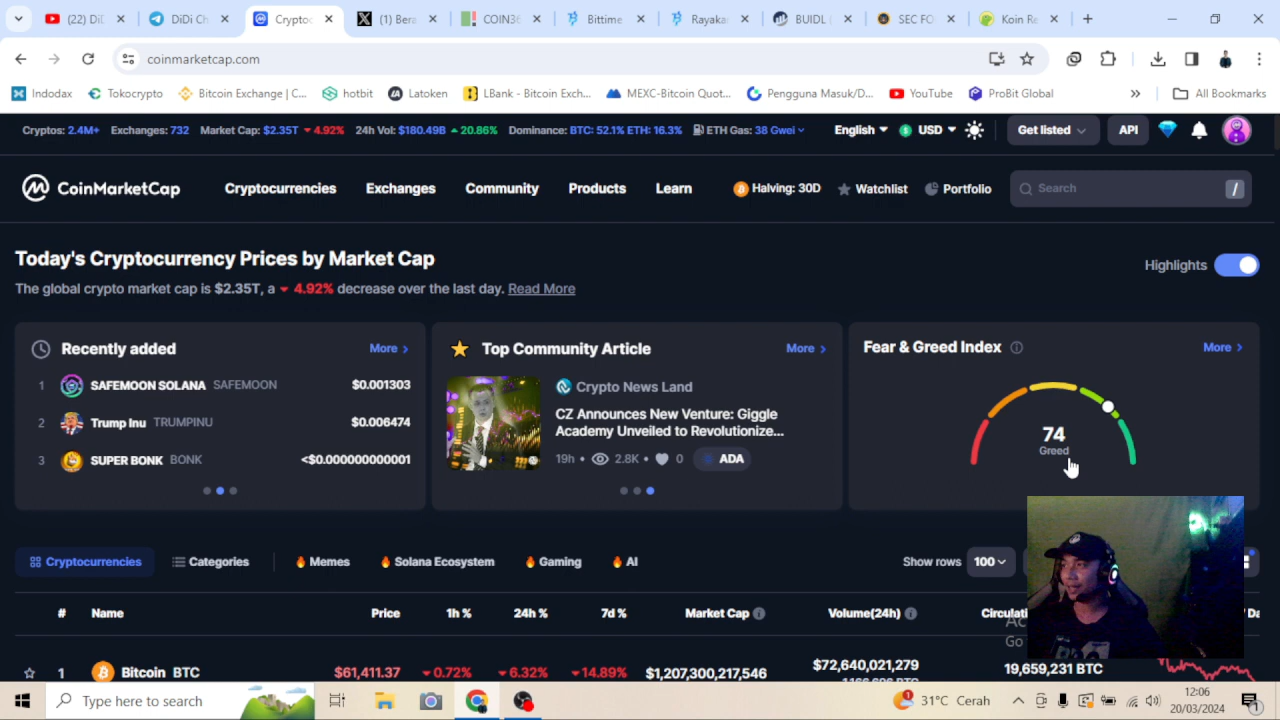 (22) DiD
DiDi Ch
Crypto
(1) Bera
COIN36
Bittime
Rayaka
BUIDL
SEC FO
Koin Re
coinmarketcap.com
Indodax
Tokocrypto
Bitcoin Exchange | C...
hotbit
Latoken
LBank - Bitcoin Exch...
MEXC-Bitcoin Quot...
Pengguna Masuk/D...
YouTube
ProBit Global
All Bookmarks
Cryptos: 2.4M+ Exchanges: 732 Market Cap: $2.35T 4.92% 24h Vol: $180.49B 20.86% Dominance: BTC: 52.1% ETH: 16.3% ETH Gas: 38 Gwei
English USD Get listed API
CoinMarketCap
Cryptocurrencies Exchanges Community Products Learn
Halving: 30D Watchlist Portfolio Search /
Today's Cryptocurrency Prices by Market Cap
The global crypto market cap is $2.35T, a 4.92% decrease over the last day. Read More
Highlights
Recently added
More >
1 SAFEMOON SOLANA SAFEMOON $0.001303
2 Trump Inu TRUMPINU $0.006474
3 SUPER BONK BONK <$0.000000000001
Top Community Article
More >
Crypto News Land
CZ Announces New Venture: Giggle
Academy Unveiled to Revolutionize...
19h • 2.8K • 0 ADA
Fear & Greed Index
More >
74
Greed
Cryptocurrencies Categories Memes Solana Ecosystem Gaming AI
Show rows 100
# Name Price 1h % 24h % 7d % Market Cap Volume(24h)
1 Bitcoin BTC $61,411.37 0.72% 6.32% 14.89% $1,207,300,217,546 $72,640,021,279 19,659,231 BTC
Type here to search
31°C Cerah
12:06
20/03/2024